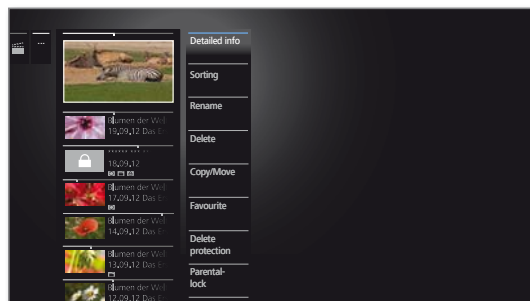 ...
Blumen der Wel
19.09.12 Das E
18.09.12
Blumen der Wel
17.09.12 Das E
Blumen der Wel
14.09.12 Das E
Blumen der Wel
13.09.12 Das E
Blumen der Wel
12.09.12 Das E
Detailed info
Sorting
Rename
Delete
Copy/Move
Favourite
Delete
protection
Parental-
lock